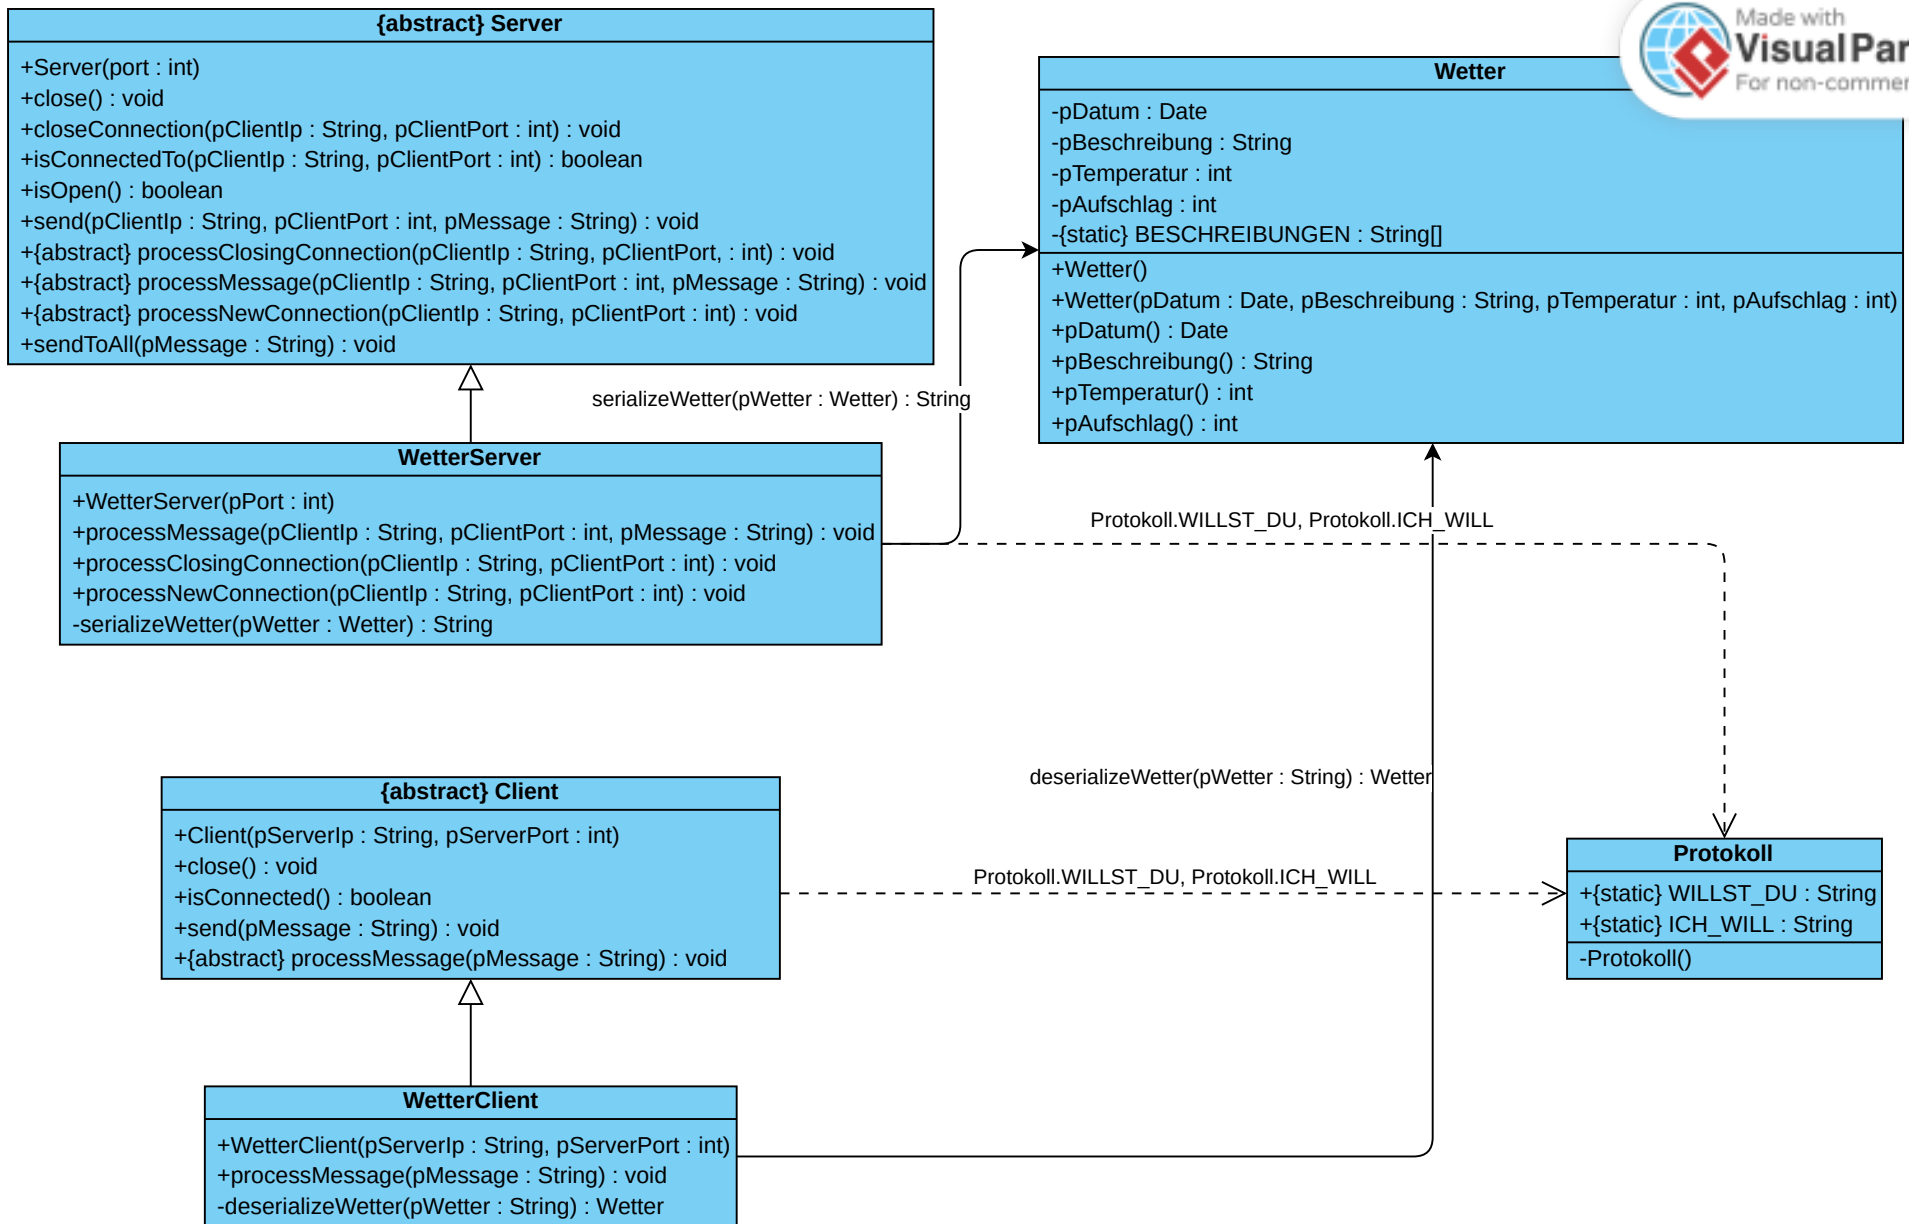 {abstract} Server
+Server(port : int)
+close() : void
+closeConnection(pClientIp : String, pClientPort : int) : void
+isConnectedTo(pClientIp : String, pClientPort : int) : boolean
+isOpen() : boolean
+send(pClientIp : String, pClientPort : int, pMessage : String) : void
+{abstract} processClosingConnection(pClientIp : String, pClientPort, : int) : void
+{abstract} processMessage(pClientIp : String, pClientPort : int, pMessage : String) : void
+{abstract} processNewConnection(pClientIp : String, pClientPort : int) : void
+sendToAll(pMessage : String) : void
Made with
Visual Par
For non-commer
Wetter
-pDatum : Date
-pBeschreibung : String
-pTemperatur : int
-pAufschlag : int
-{static} BESCHREIBUNGEN : String[]
+Wetter()
+Wetter(pDatum : Date, pBeschreibung : String, pTemperatur : int, pAufschlag : int)
+pDatum() : Date
+pBeschreibung() : String
+pTemperatur() : int
+pAufschlag() : int
serializeWetter(pWetter : Wetter) : String
WetterServer
+WetterServer(pPort : int)
+processMessage(pClientIp : String, pClientPort : int, pMessage : String) : void
+processClosingConnection(pClientIp : String, pClientPort : int) : void
+processNewConnection(pClientIp : String, pClientPort : int) : void
-serializeWetter(pWetter : Wetter) : String
Protokoll.WILLST_DU, Protokoll.ICH_WILL
deserializeWetter(pWetter : String) : Wetter
{abstract} Client
+Client(pServerIp : String, pServerPort : int)
+close() : void
+isConnected() : boolean
+send(pMessage : String) : void
+{abstract} processMessage(pMessage : String) : void
Protokoll.WILLST_DU, Protokoll.ICH_WILL
Protokoll
+{static} WILLST_DU : String
+{static} ICH_WILL : String
-Protokoll()
WetterClient
+WetterClient(pServerIp : String, pServerPort : int)
+processMessage(pMessage : String) : void
-deserializeWetter(pWetter : String) : Wetter